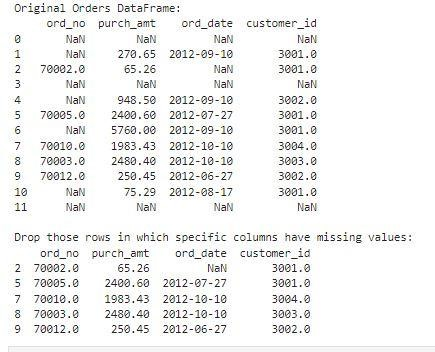 Original Orders DataFrame:
ord_no purch_amt ord_date customer_id
0 NaN NaN NaN NaN
1 NaN 270.65 2012-09-10 3001.0
2 70002.0 65.26 NaN 3001.0
3 NaN NaN NaN NaN
4 NaN 948.50 2012-09-10 3002.0
5 70005.0 2400.60 2012-07-27 3001.0
6 NaN 5760.00 2012-09-10 3001.0
7 70010.0 1983.43 2012-10-10 3004.0
8 70003.0 2480.40 2012-10-10 3003.0
9 70012.0 250.45 2012-06-27 3002.0
10 NaN 75.29 2012-08-17 3001.0
11 NaN NaN NaN NaN
Drop those rows in which specific columns have missing values:
ord_no purch_amt ord_date customer_id
2 70002.0 65.26 NaN 3001.0
5 70005.0 2400.60 2012-07-27 3001.0
7 70010.0 1983.43 2012-10-10 3004.0
8 70003.0 2480.40 2012-10-10 3003.0
9 70012.0 250.45 2012-06-27 3002.0